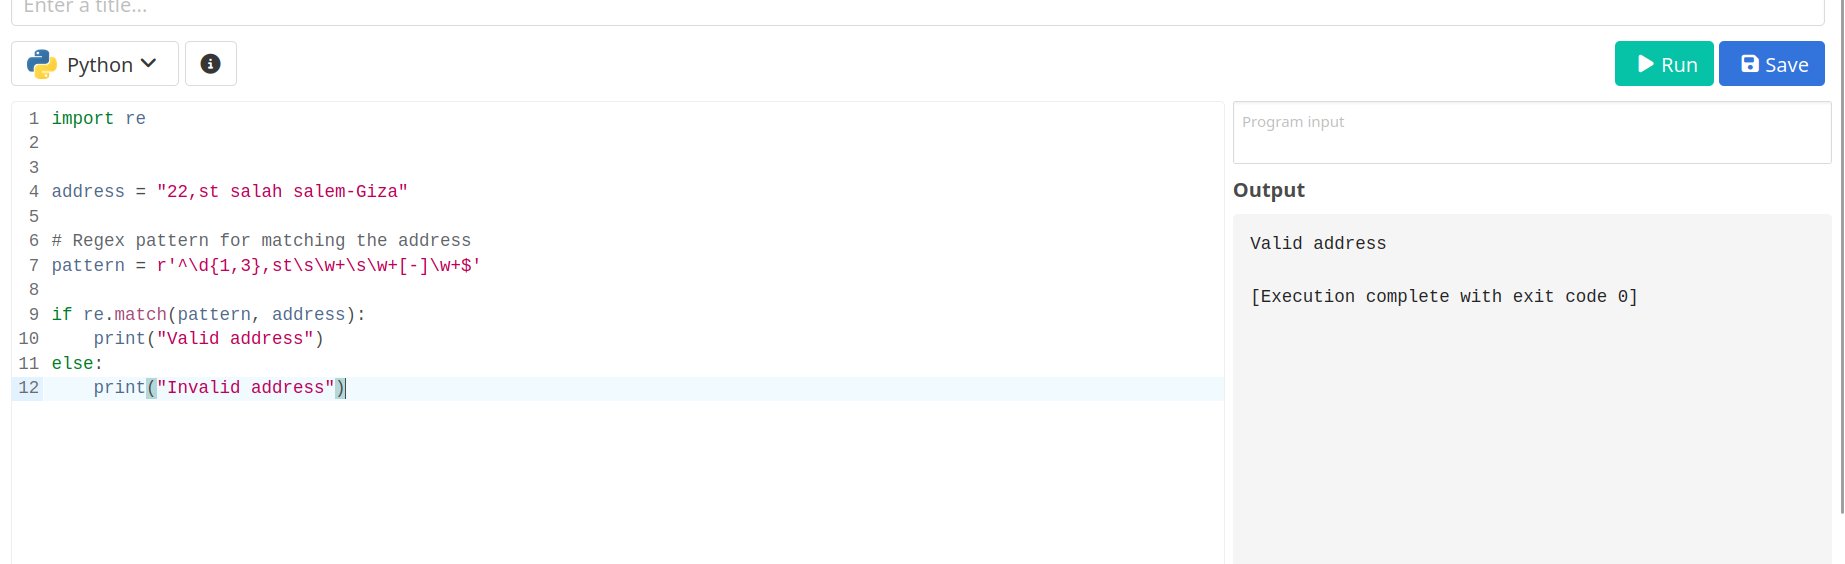 Enter a title...
Python
Run
Save
1 import re
2
3
4 address = "22,st salah salem-Giza"
5
6 # Regex pattern for matching the address
7 pattern = r'^\d{1,3},st\s\w+\s\w+[-]\w+$'
8
9 if re.match(pattern, address):
10     print("Valid address")
11 else:
12     print("Invalid address")
Program input
Output
Valid address
[Execution complete with exit code 0]